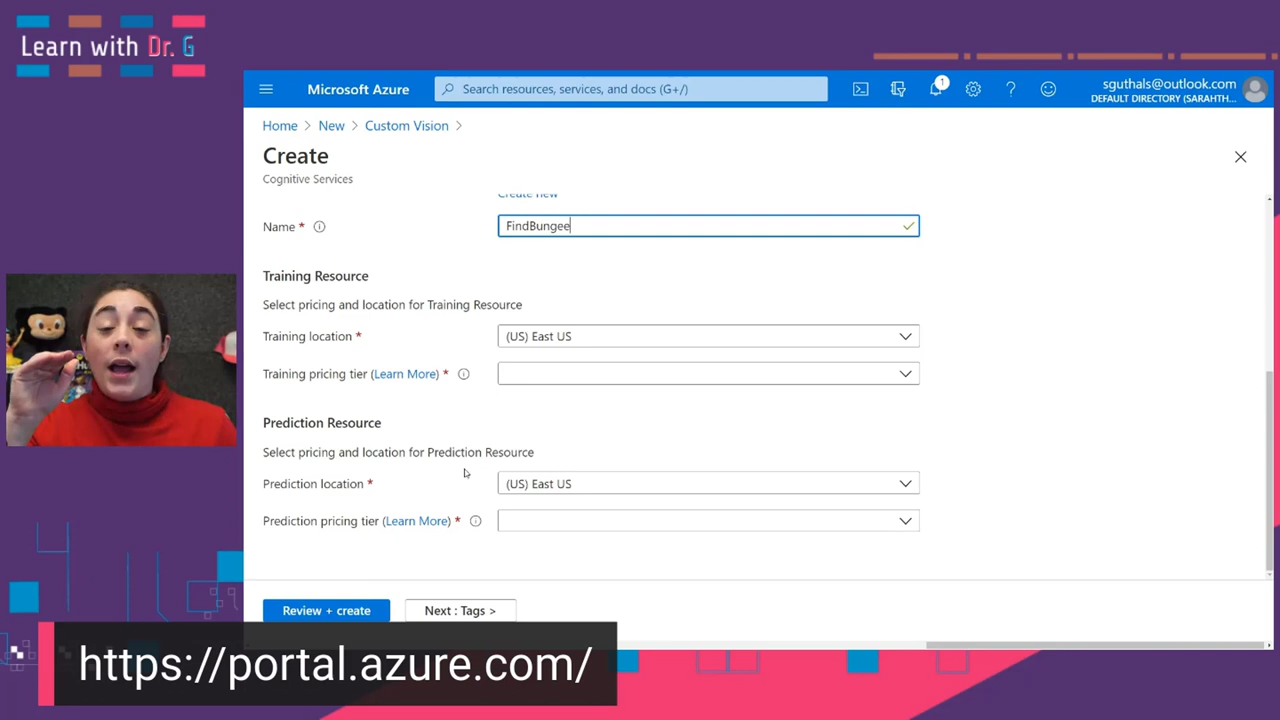 Learn with Dr. G
Microsoft Azure
Search resources, services, and docs (G+/)
1
sguthals@outlook.com
DEFAULT DIRECTORY (SARAHTH...
Home > New > Custom Vision >
Create
Cognitive Services
Create new
Name *
FindBungee
Training Resource
Select pricing and location for Training Resource
Training location *
(US) East US
Training pricing tier (Learn More) *
Prediction Resource
Select pricing and location for Prediction Resource
Prediction location *
(US) East US
Prediction pricing tier (Learn More) *
Review + create
Next : Tags >
https://portal.azure.com/